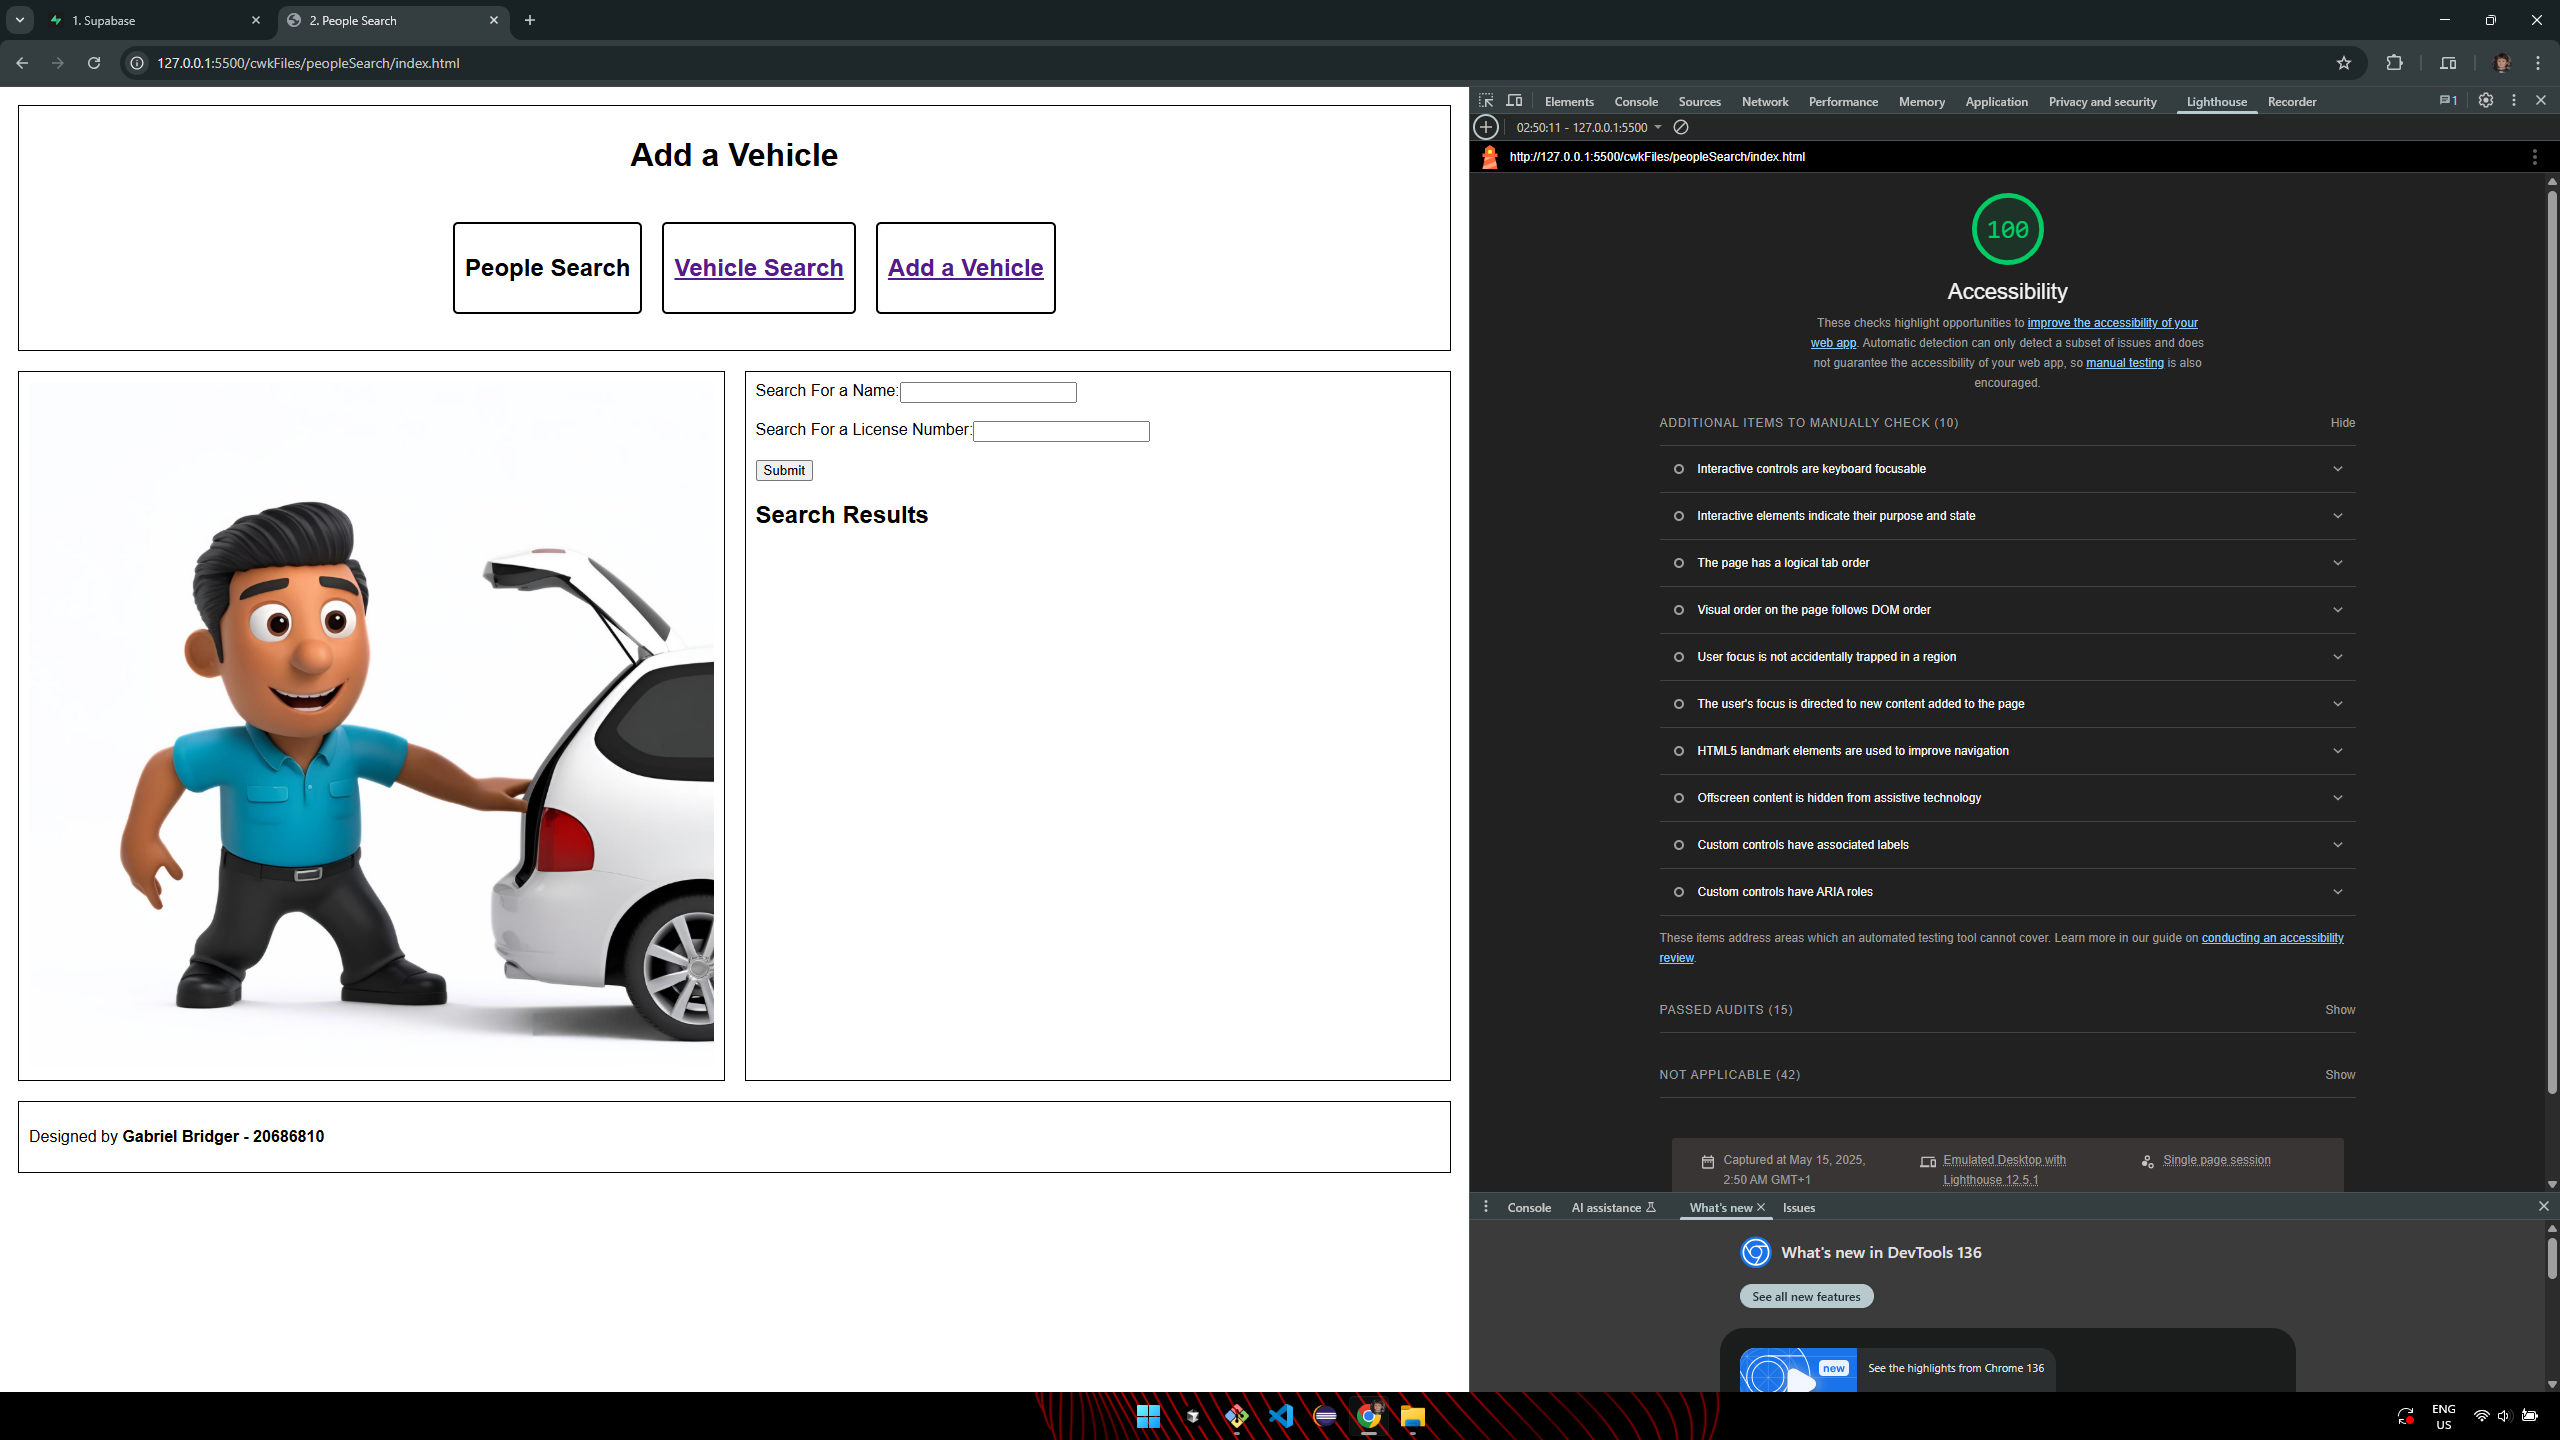 1. Supabase
2. People Search
127.0.0.1:5500/cwkFiles/peopleSearch/index.html
Add a Vehicle
People Search
Vehicle Search
Add a Vehicle
Search For a Name:
Search For a License Number:
Submit
Search Results
Designed by Gabriel Bridger - 20686810
Elements Console Sources Network Performance Memory Application Privacy and security Lighthouse Recorder 1
02:50:11 - 127.0.0.1:5500
http://127.0.0.1:5500/cwkFiles/peopleSearch/index.html
100
Accessibility
These checks highlight opportunities to improve the accessibility of your
web app. Automatic detection can only detect a subset of issues and does
not guarantee the accessibility of your web app, so manual testing is also
encouraged.
ADDITIONAL ITEMS TO MANUALLY CHECK (10) Hide
Interactive controls are keyboard focusable
Interactive elements indicate their purpose and state
The page has a logical tab order
Visual order on the page follows DOM order
User focus is not accidentally trapped in a region
The user's focus is directed to new content added to the page
HTML5 landmark elements are used to improve navigation
Offscreen content is hidden from assistive technology
Custom controls have associated labels
Custom controls have ARIA roles
These items address areas which an automated testing tool cannot cover. Learn more in our guide on conducting an accessibility
review.
PASSED AUDITS (15) Show
NOT APPLICABLE (42) Show
Captured at May 15, 2025,
2:50 AM GMT+1
Emulated Desktop with
Lighthouse 12.5.1
Single page session
Console AI assistance What's new Issues
What's new in DevTools 136
See all new features
new
See the highlights from Chrome 136
ENG
US